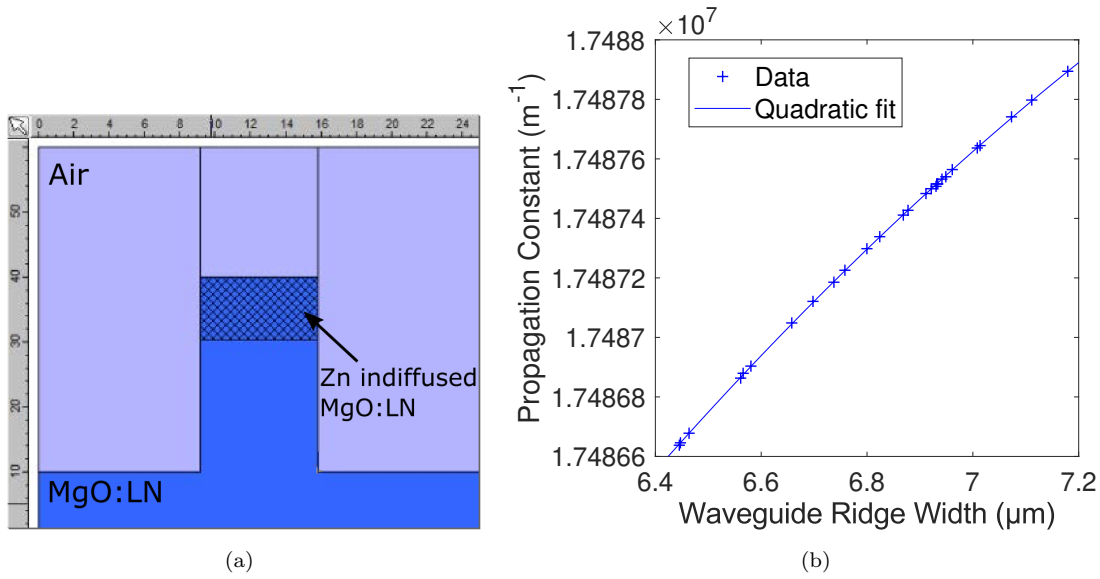 0 2 4 6 8 10 12 14 16 18 20 22 24
50
40
30
20
10
Air
Zn indiffused
MgO:LN
MgO:LN
(a)
×10⁷
1.7488
1.74878
1.74876
1.74874
1.74872
1.7487
1.74868
1.74866
Propagation Constant (m⁻¹)
Data
Quadratic fit
6.4 6.6 6.8 7 7.2
Waveguide Ridge Width (μm)
(b)